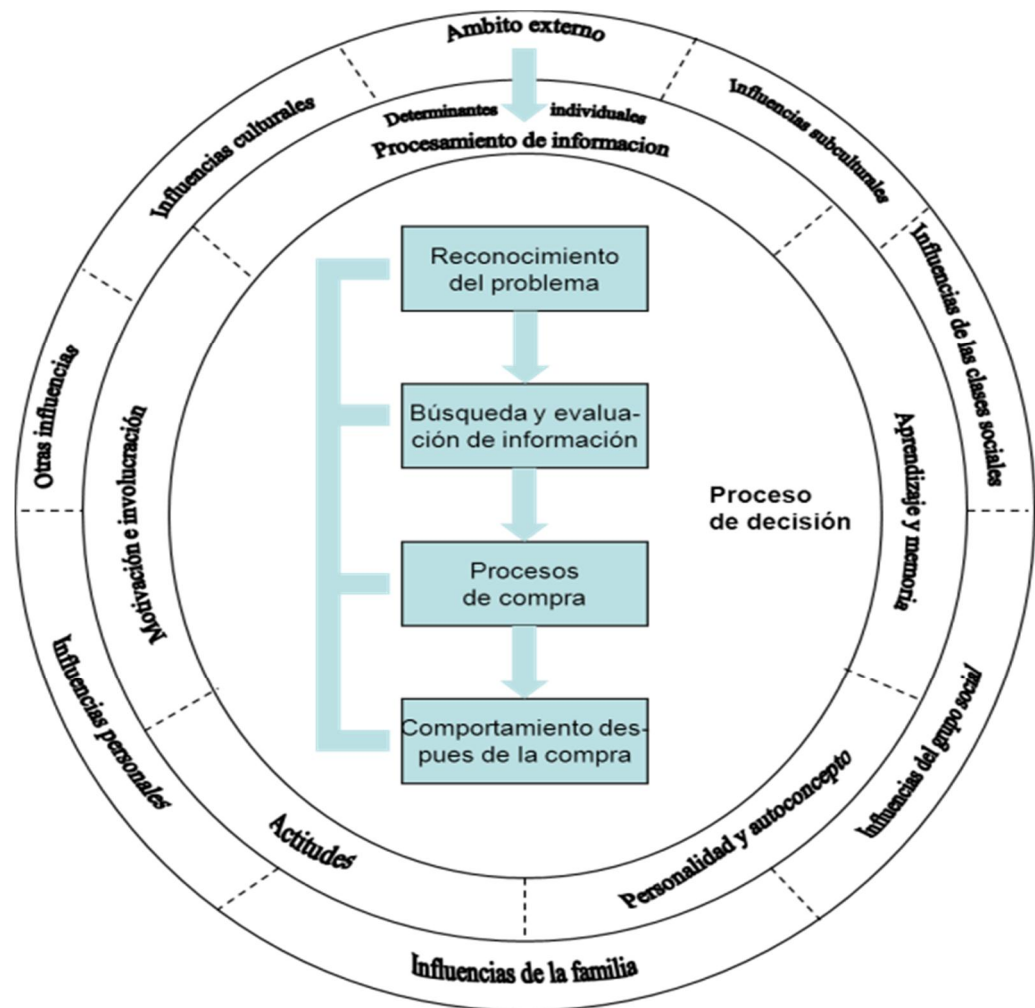 Ambito externo
Influencias culturales
Influencias subculturales
Determinantes individuales
Procesamiento de informacion
Reconocimiento
del problema
Influencias de las clases sociales
Otras influencias
Motivación e involucración
Búsqueda y evalua-
ción de información
Aprendizaje y memoria
Proceso
de decisión
Procesos
de compra
Influencias personales
Influencias del grupo social
Comportamiento des-
pues de la compra
Actitudes
Personalidad y autoconcepto
Influencias de la familia